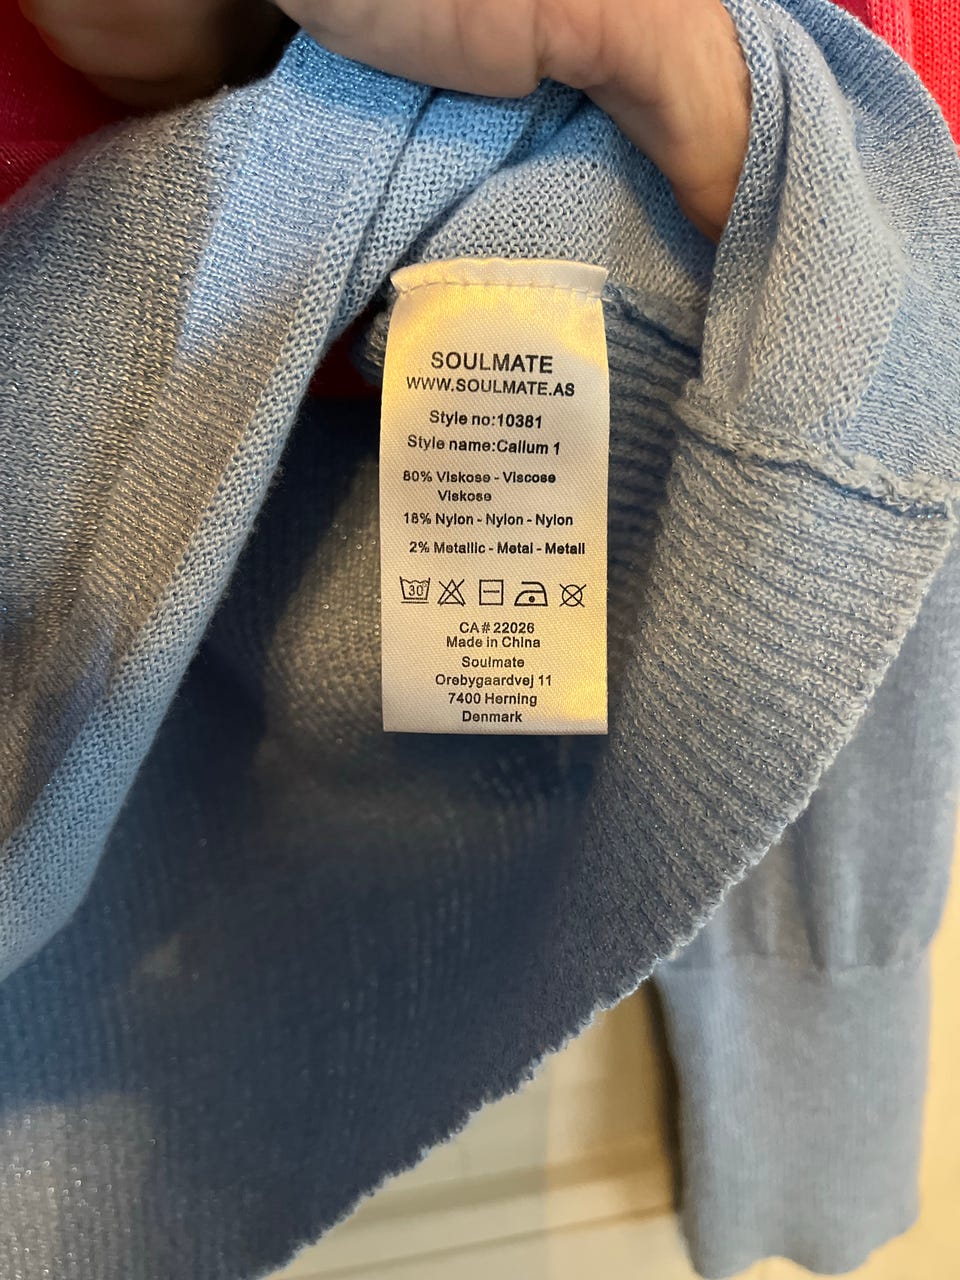 SOULMATE
WWW.SOULMATE.AS
Style no:10381
Style name:Callum 1
80% Viskose - Viscose
Viskose
18% Nylon - Nylon - Nylon
2% Metallic - Metal - Metall
30°
CA#22026
Made in China
Soulmate
Orebygaardvej 11
7400 Herning
Denmark